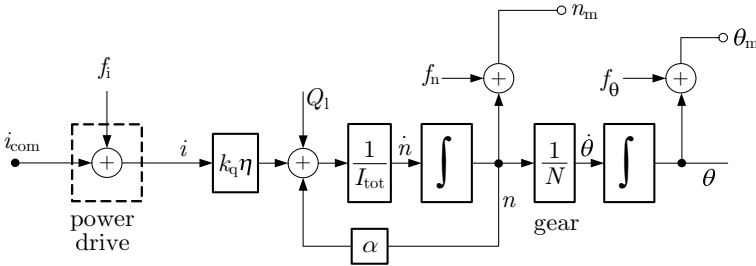 n_m
θ_m
f_i
f_n
f_θ
Q_l
i_com
+
i
k_q η
+
1
I_tot
ṅ
∫
+
n
1
N
θ̇
∫
+
θ
power
drive
α
gear